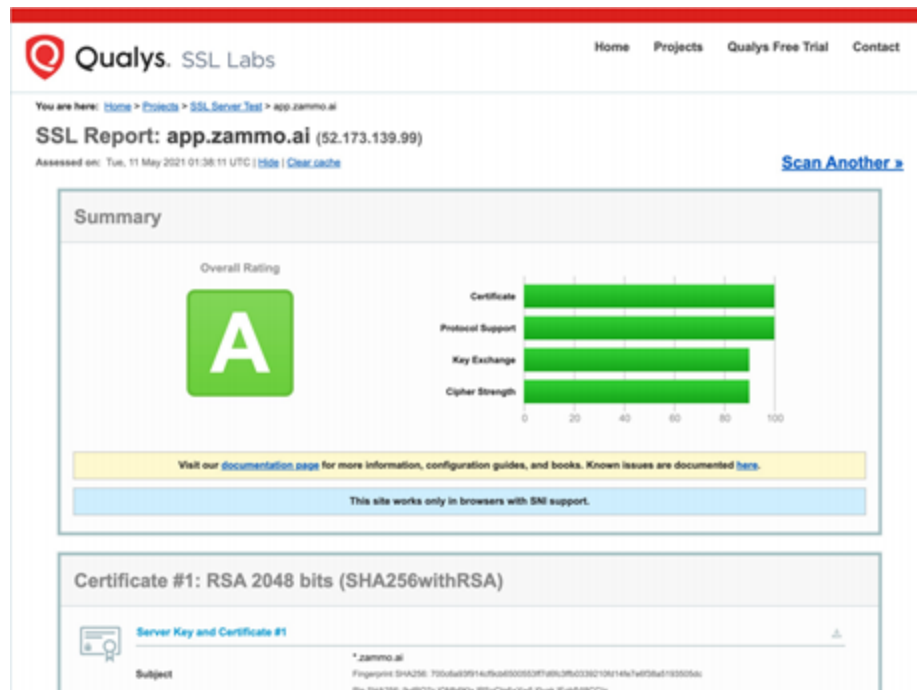 Qualys. SSL Labs
Home Projects Qualys Free Trial Contact
You are here: Home > Projects > SSL Server Test > app.zammo.ai
SSL Report: app.zammo.ai (52.173.139.99)
Assessed on: Tue, 11 May 2021 01:38:11 UTC | Hide | Clear cache
Scan Another »
Summary
Overall Rating
A
Certificate
Protocol Support
Key Exchange
Cipher Strength
0 20 40 60 80 100
Visit our documentation page for more information, configuration guides, and books. Known issues are documented here.
This site works only in browsers with SNI support.
Certificate #1: RSA 2048 bits (SHA256withRSA)
Server Key and Certificate #1
Subject
*.zammo.ai
Fingerprint SHA256: